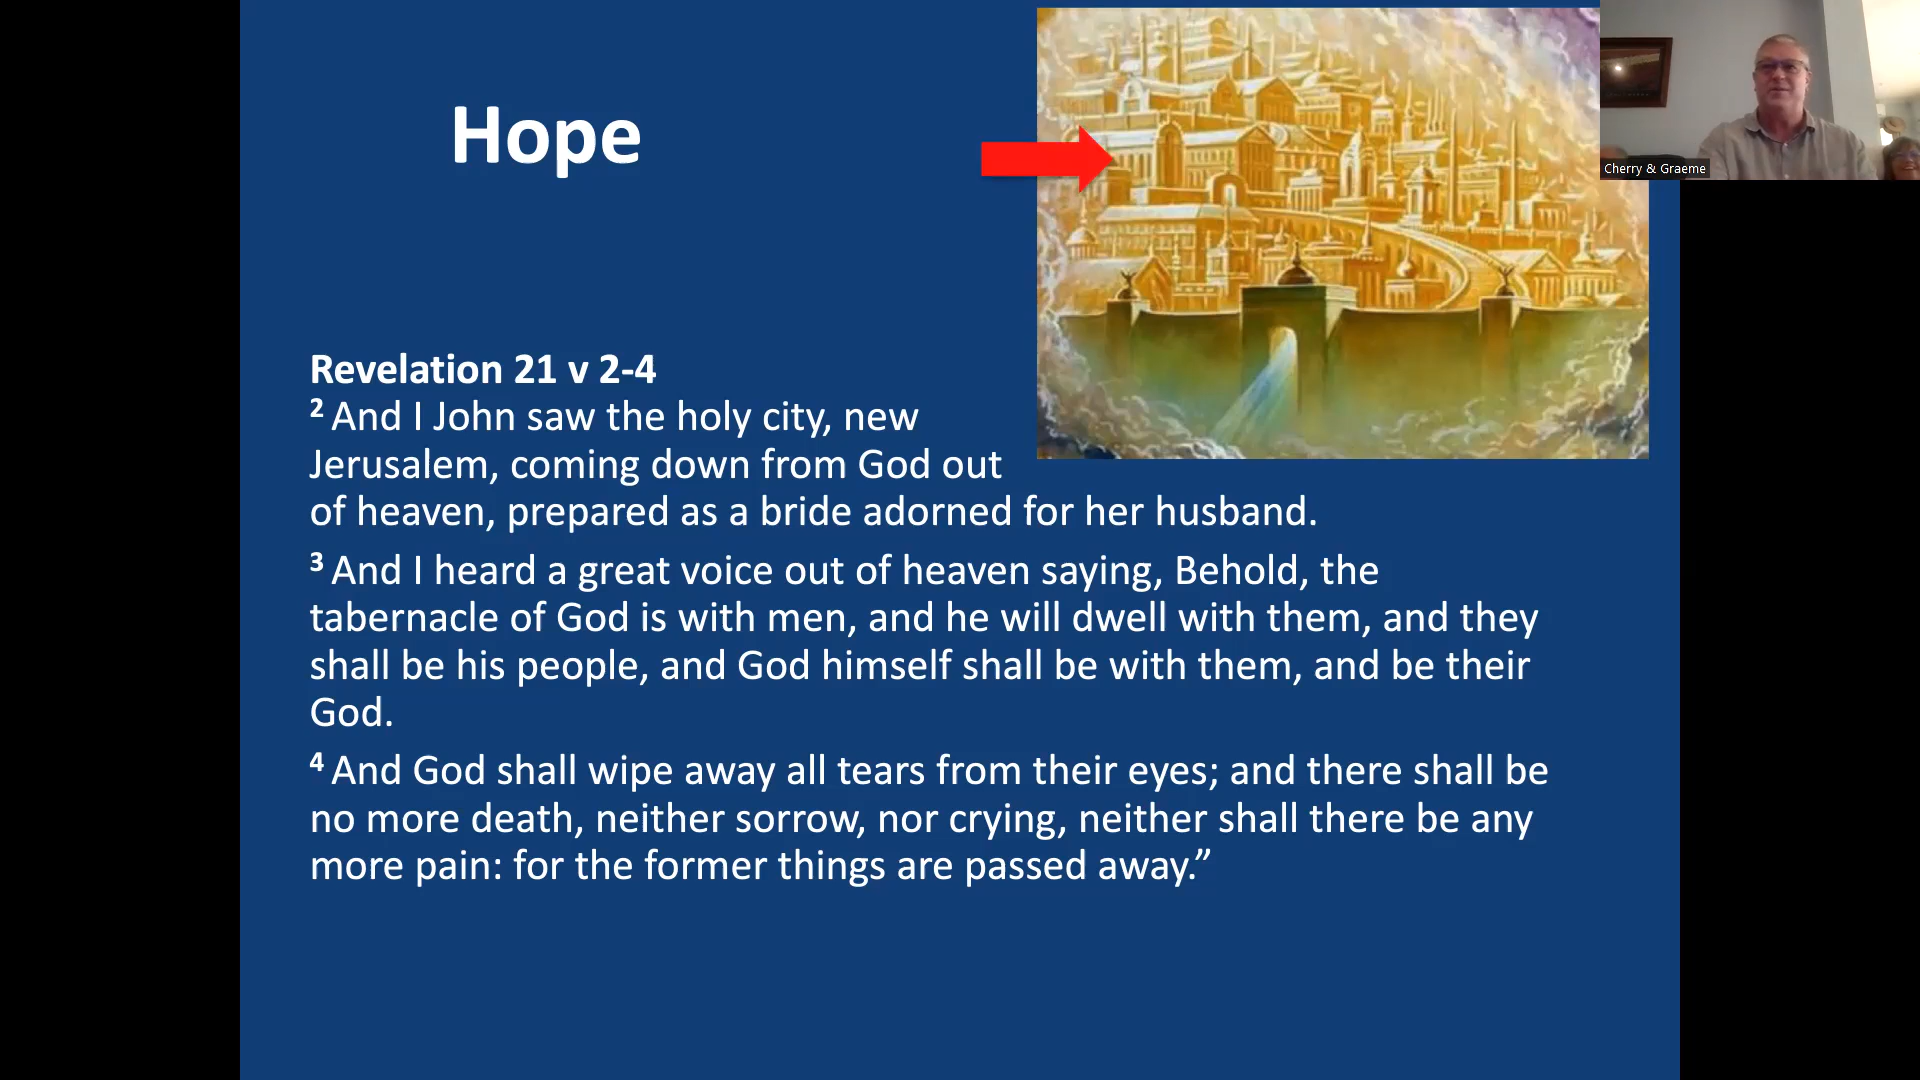 Hope
Cherry & Graeme
Revelation 21 v 2-4
2 And I John saw the holy city, new
Jerusalem, coming down from God out
of heaven, prepared as a bride adorned for her husband.
3 And I heard a great voice out of heaven saying, Behold, the
tabernacle of God is with men, and he will dwell with them, and they
shall be his people, and God himself shall be with them, and be their
God.
4 And God shall wipe away all tears from their eyes; and there shall be
no more death, neither sorrow, nor crying, neither shall there be any
more pain: for the former things are passed away.”